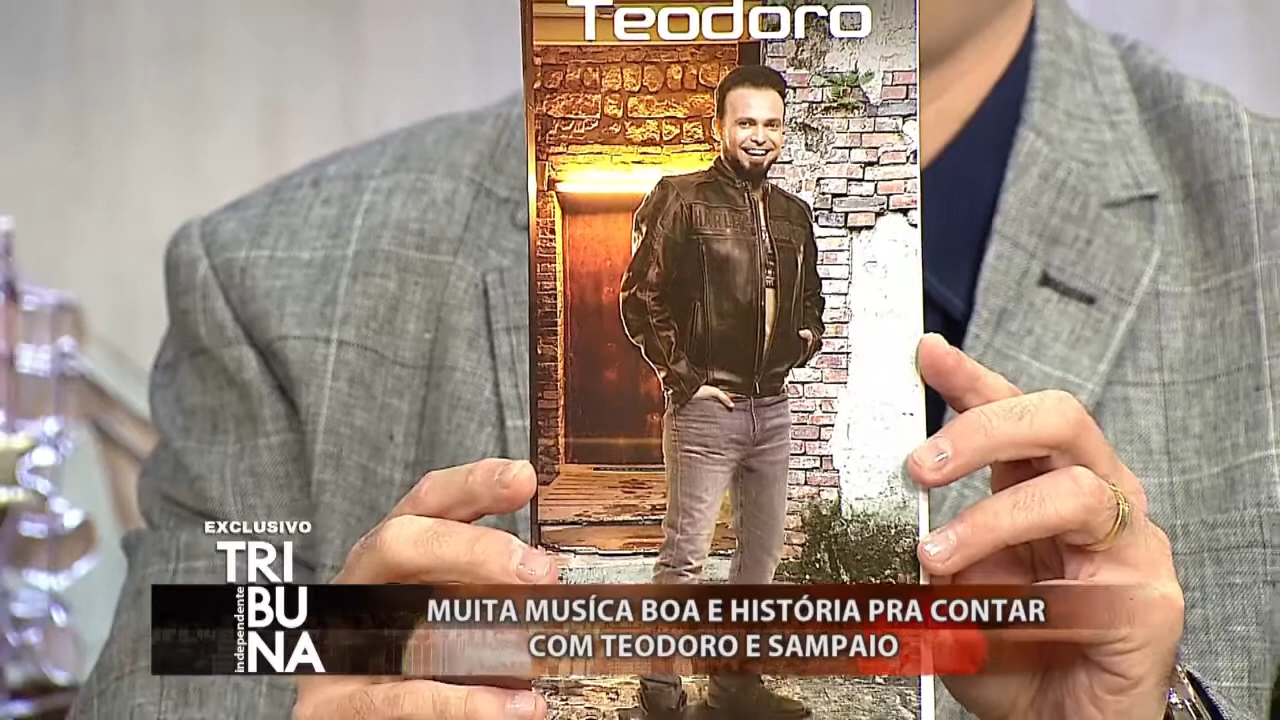 Teodoro
EXCLUSIVO
TRI
BU
NA
independente
MUITA MUSÍCA BOA E HISTÓRIA PRA CONTAR
COM TEODORO E SAMPAIO